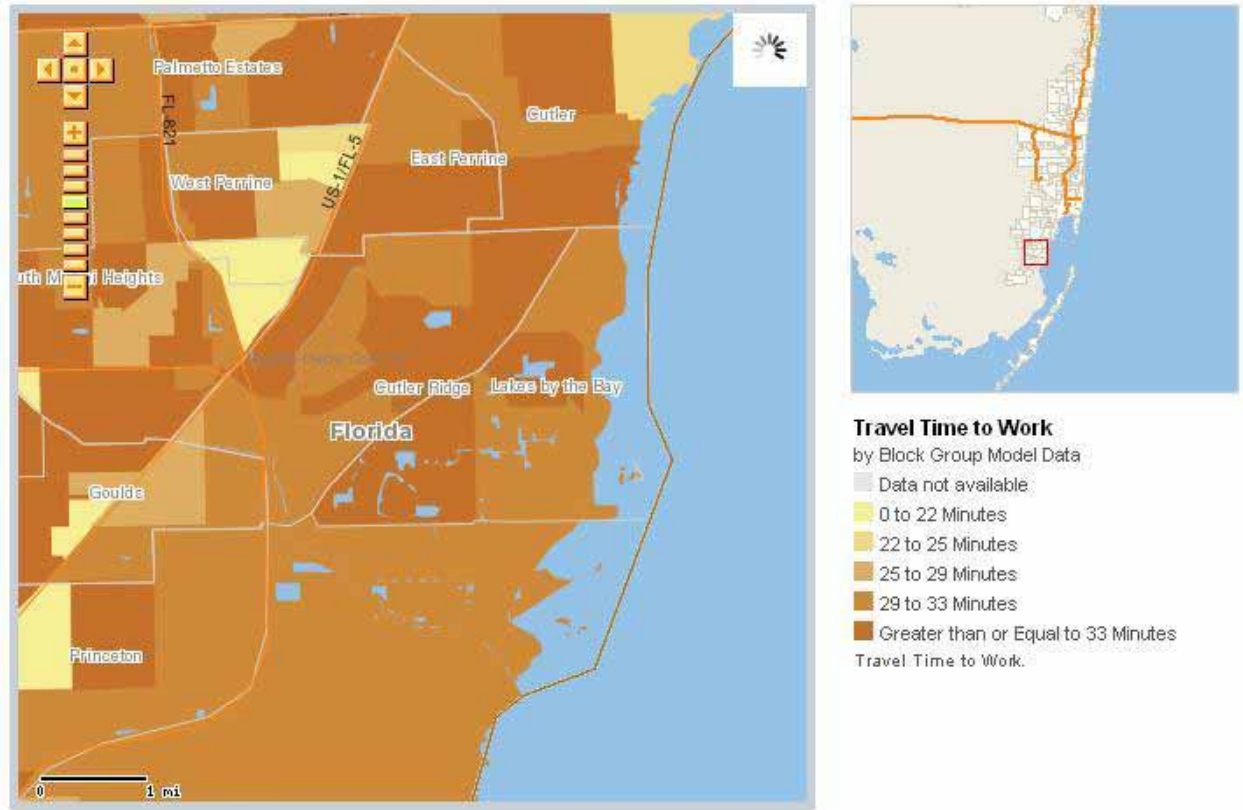 Palmetto Estates
FL-821
Cutler
US-1/FL-5
East Perrine
West Perrine
Heights
Cutler Ridge
Lakes by the Bay
Florida
Goulds
Princeton
0 1 mi
Travel Time to Work
by Block Group Model Data
Data not available
0 to 22 Minutes
22 to 25 Minutes
25 to 29 Minutes
29 to 33 Minutes
Greater than or Equal to 33 Minutes
Travel Time to Work.